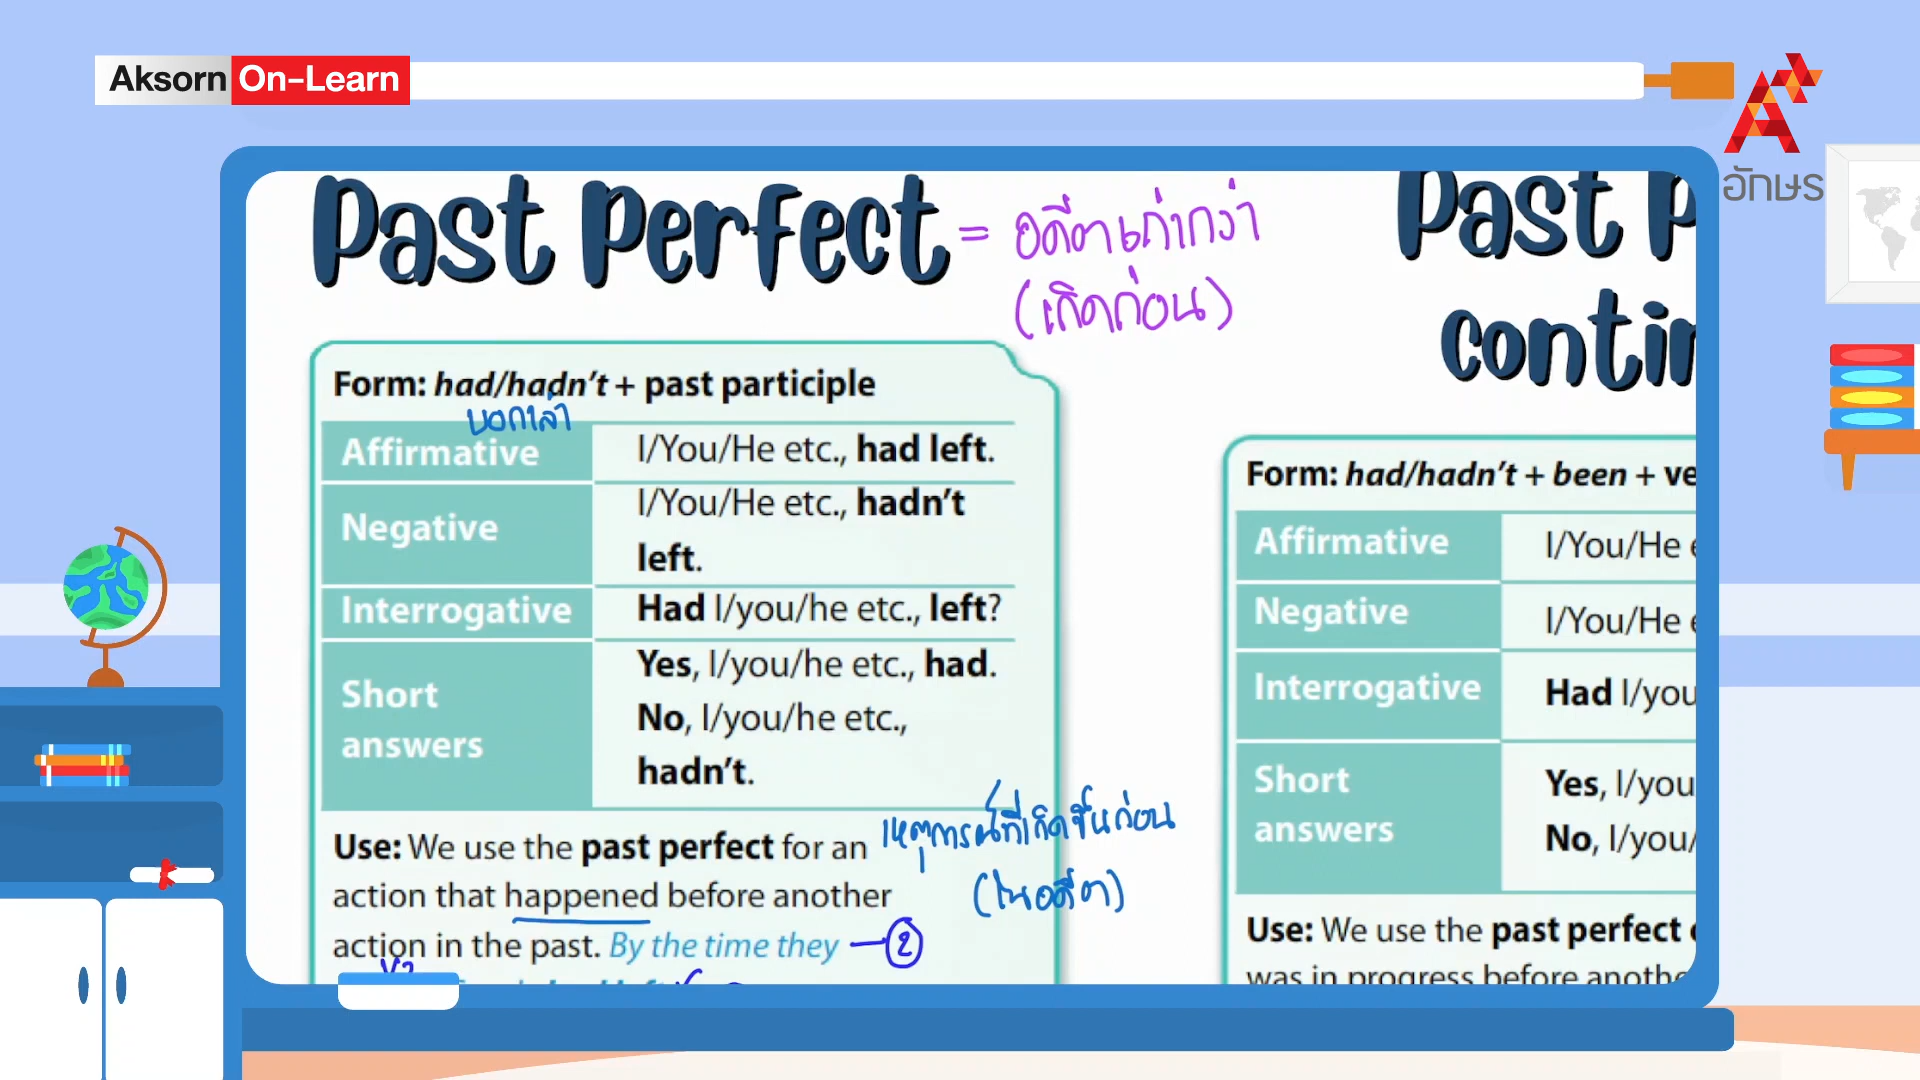 Aksorn On-Learn
อักษร
Past Perfect = อดีตเก่ากว่า
(เกิดก่อน)
Form: had/hadn't + past participle
บอกเล่า
Affirmative I/You/He etc., had left.
Negative I/You/He etc., hadn't
left.
Interrogative Had I/you/he etc., left?
Short
answers
Yes, I/you/he etc., had.
No, I/you/he etc.,
hadn't.
เหตุการณ์ที่เกิดขึ้นก่อน
(ในอดีต)
Use: We use the past perfect for an
action that happened before another
action in the past. By the time they 2
Past P
contin
Form: had/hadn't + been + ve
Affirmative I/You/He e
Negative I/You/He e
Interrogative Had I/you
Short
answers
Yes, I/you
No, I/you/
Use: We use the past perfect c
was in progress before anothe